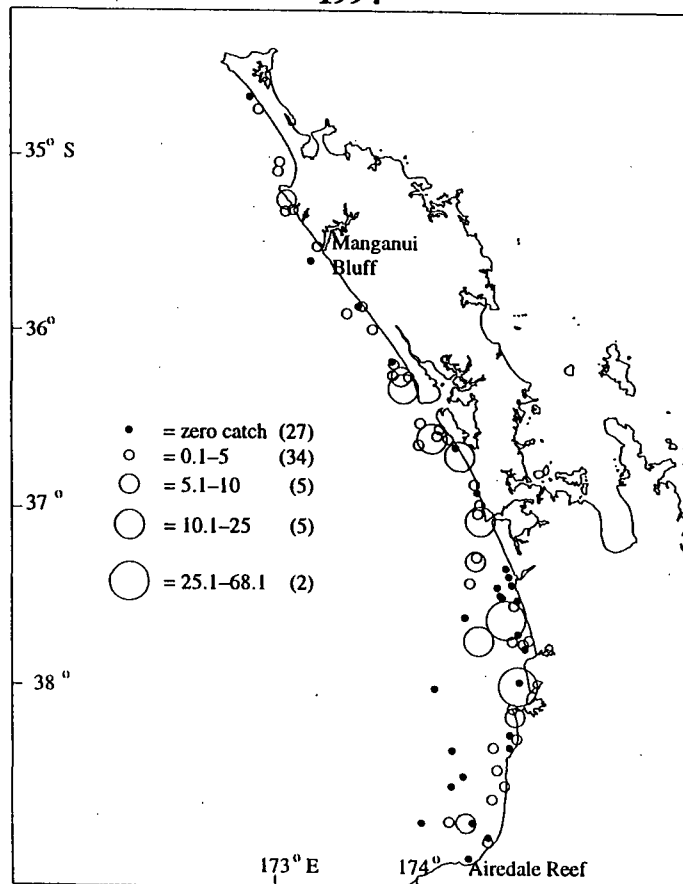 35° S
Manganui
Bluff
36°
= zero catch (27)
= 0.1–5 (34)
= 5.1–10 (5)
37°
= 10.1–25 (5)
= 25.1–68.1 (2)
38°
173° E 174° Airedale Reef